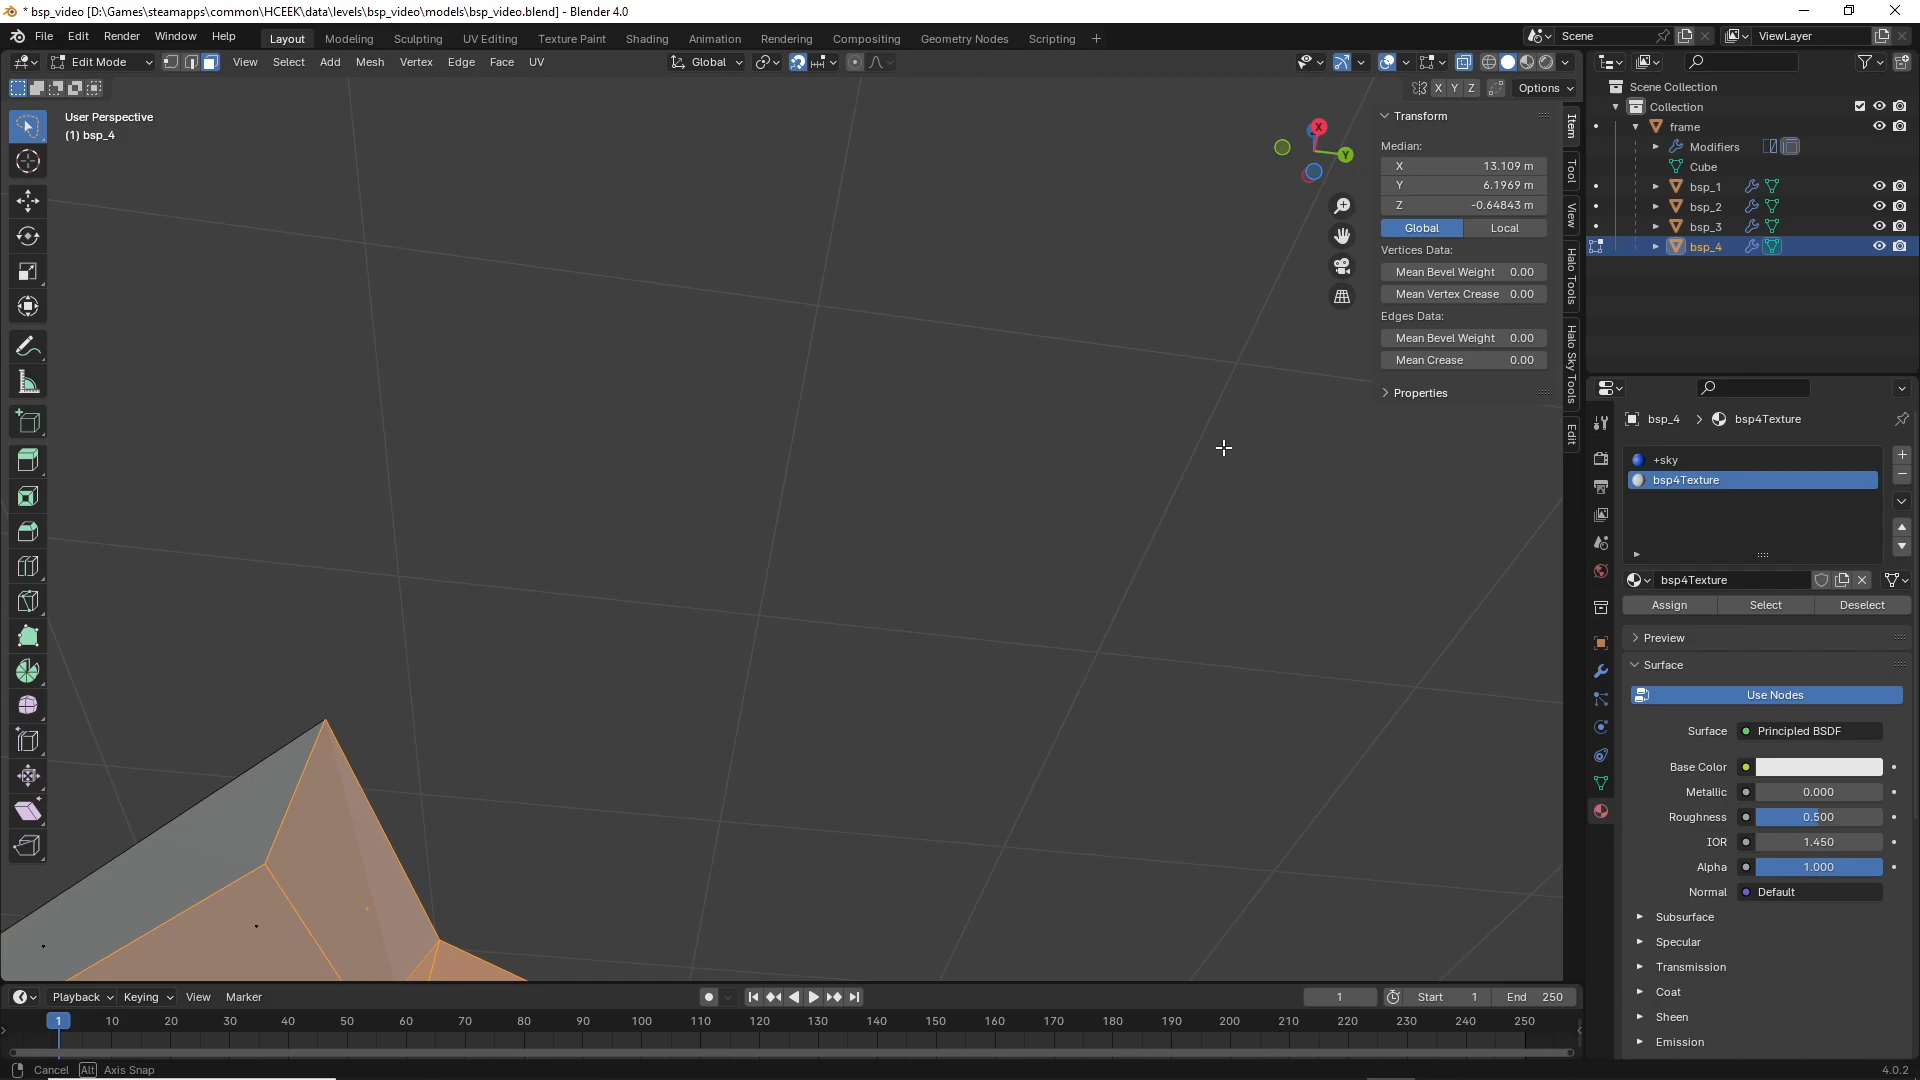 * bsp_video [D:\Games\steamapps\common\HCEEK\data\levels\bsp_video\models\bsp_video.blend] - Blender 4.0
File Edit Render Window Help
Layout Modeling Sculpting UV Editing Texture Paint Shading Animation Rendering Compositing Geometry Nodes Scripting +
Scene
ViewLayer
Edit Mode
View Select Add Mesh Vertex Edge Face UV
Global
X Y Z
Options
User Perspective
(1) bsp_4
X
Y
Transform
Median:
X 13.109 m
Y 6.1969 m
Z -0.64843 m
Global Local
Vertices Data:
Mean Bevel Weight 0.00
Mean Vertex Crease 0.00
Edges Data:
Mean Bevel Weight 0.00
Mean Crease 0.00
Properties
Item
Tool
View
Halo Tools
Halo Sky Tools
Edit
Scene Collection
Collection
frame
Modifiers
Cube
bsp_1
bsp_2
bsp_3
bsp_4
bsp_4 > bsp4Texture
+sky
bsp4Texture
bsp4Texture
Assign Select Deselect
Preview
Surface
Use Nodes
Surface Principled BSDF
Base Color
Metallic 0.000
Roughness 0.500
IOR 1.450
Alpha 1.000
Normal Default
Subsurface
Specular
Transmission
Coat
Sheen
Emission
Playback Keying View Marker
1
Start 1
End 250
1 10 20 30 40 50 60 70 80 90 100 110 120 130 140 150 160 170 180 190 200 210 220 230 240 250
Cancel Alt Axis Snap
4.0.2